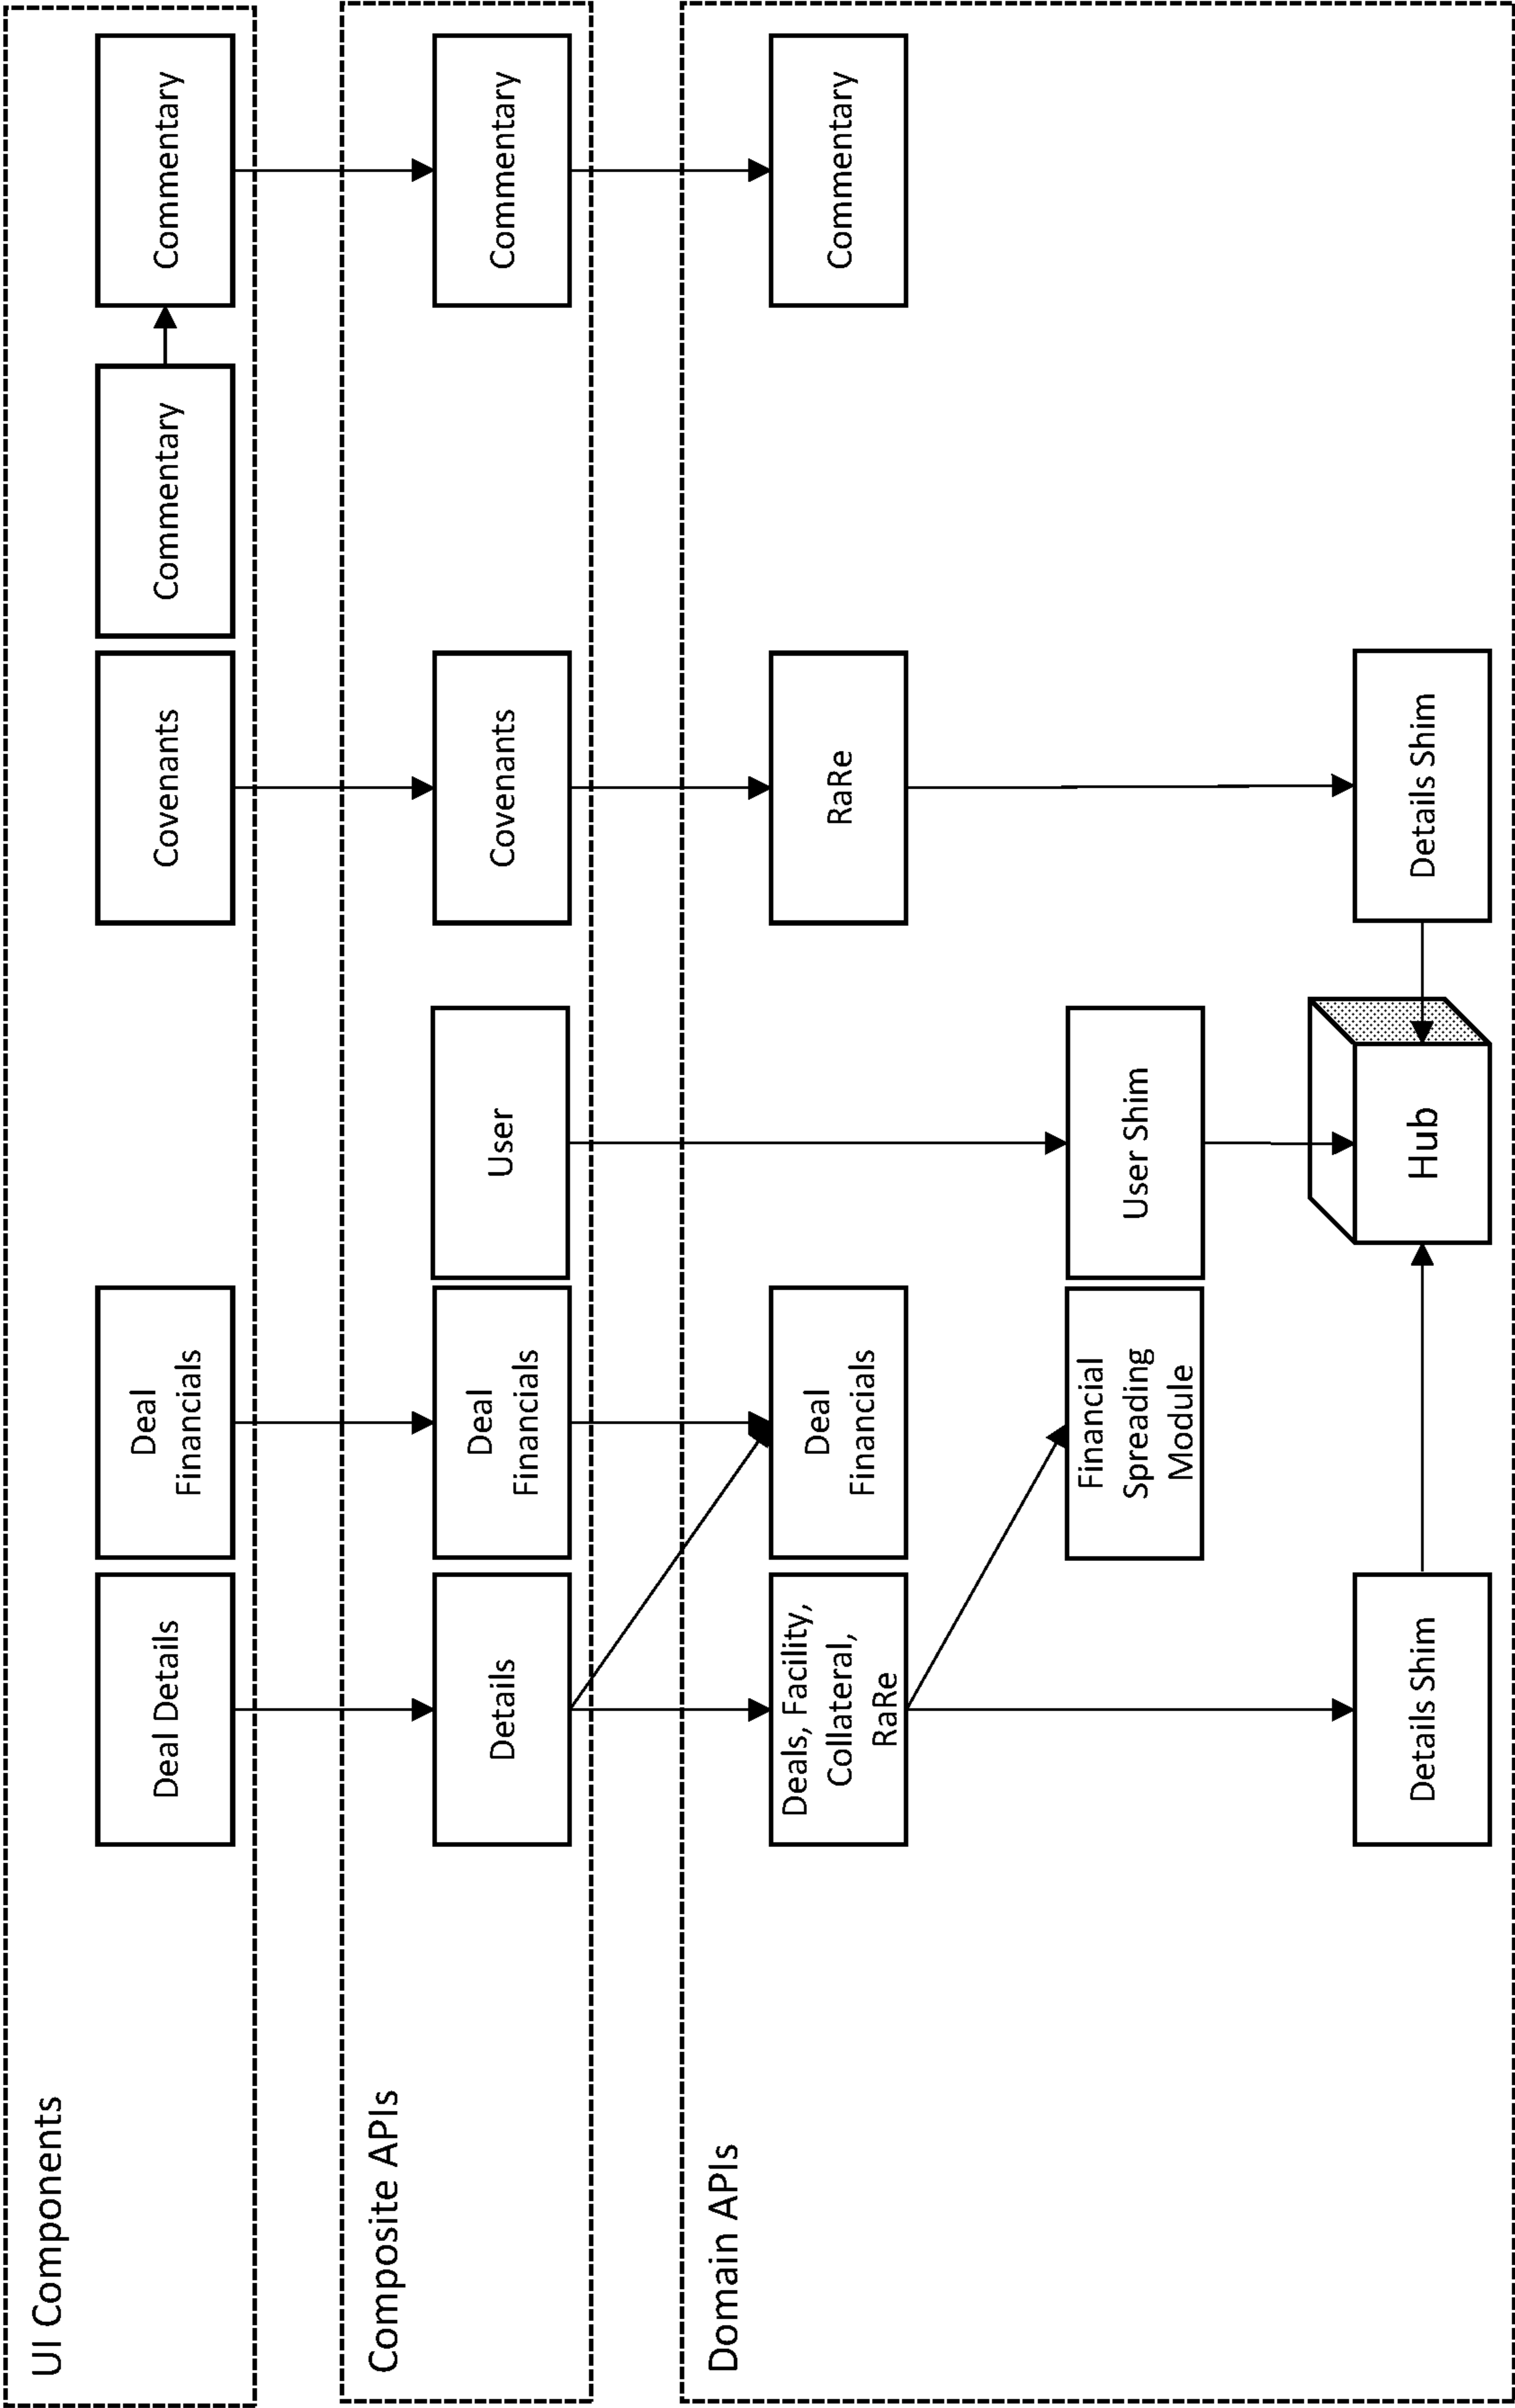 UI Components
Deal Details
Deal
Financials
Covenants
Commentary
Commentary
Composite APIs
Details
Deal
Financials
User
Covenants
Commentary
Domain APIs
Deals, Facility,
Collateral,
RaRe
Deal
Financials
RaRe
Commentary
Financial
Spreading
Module
User Shim
Details Shim
Hub
Details Shim